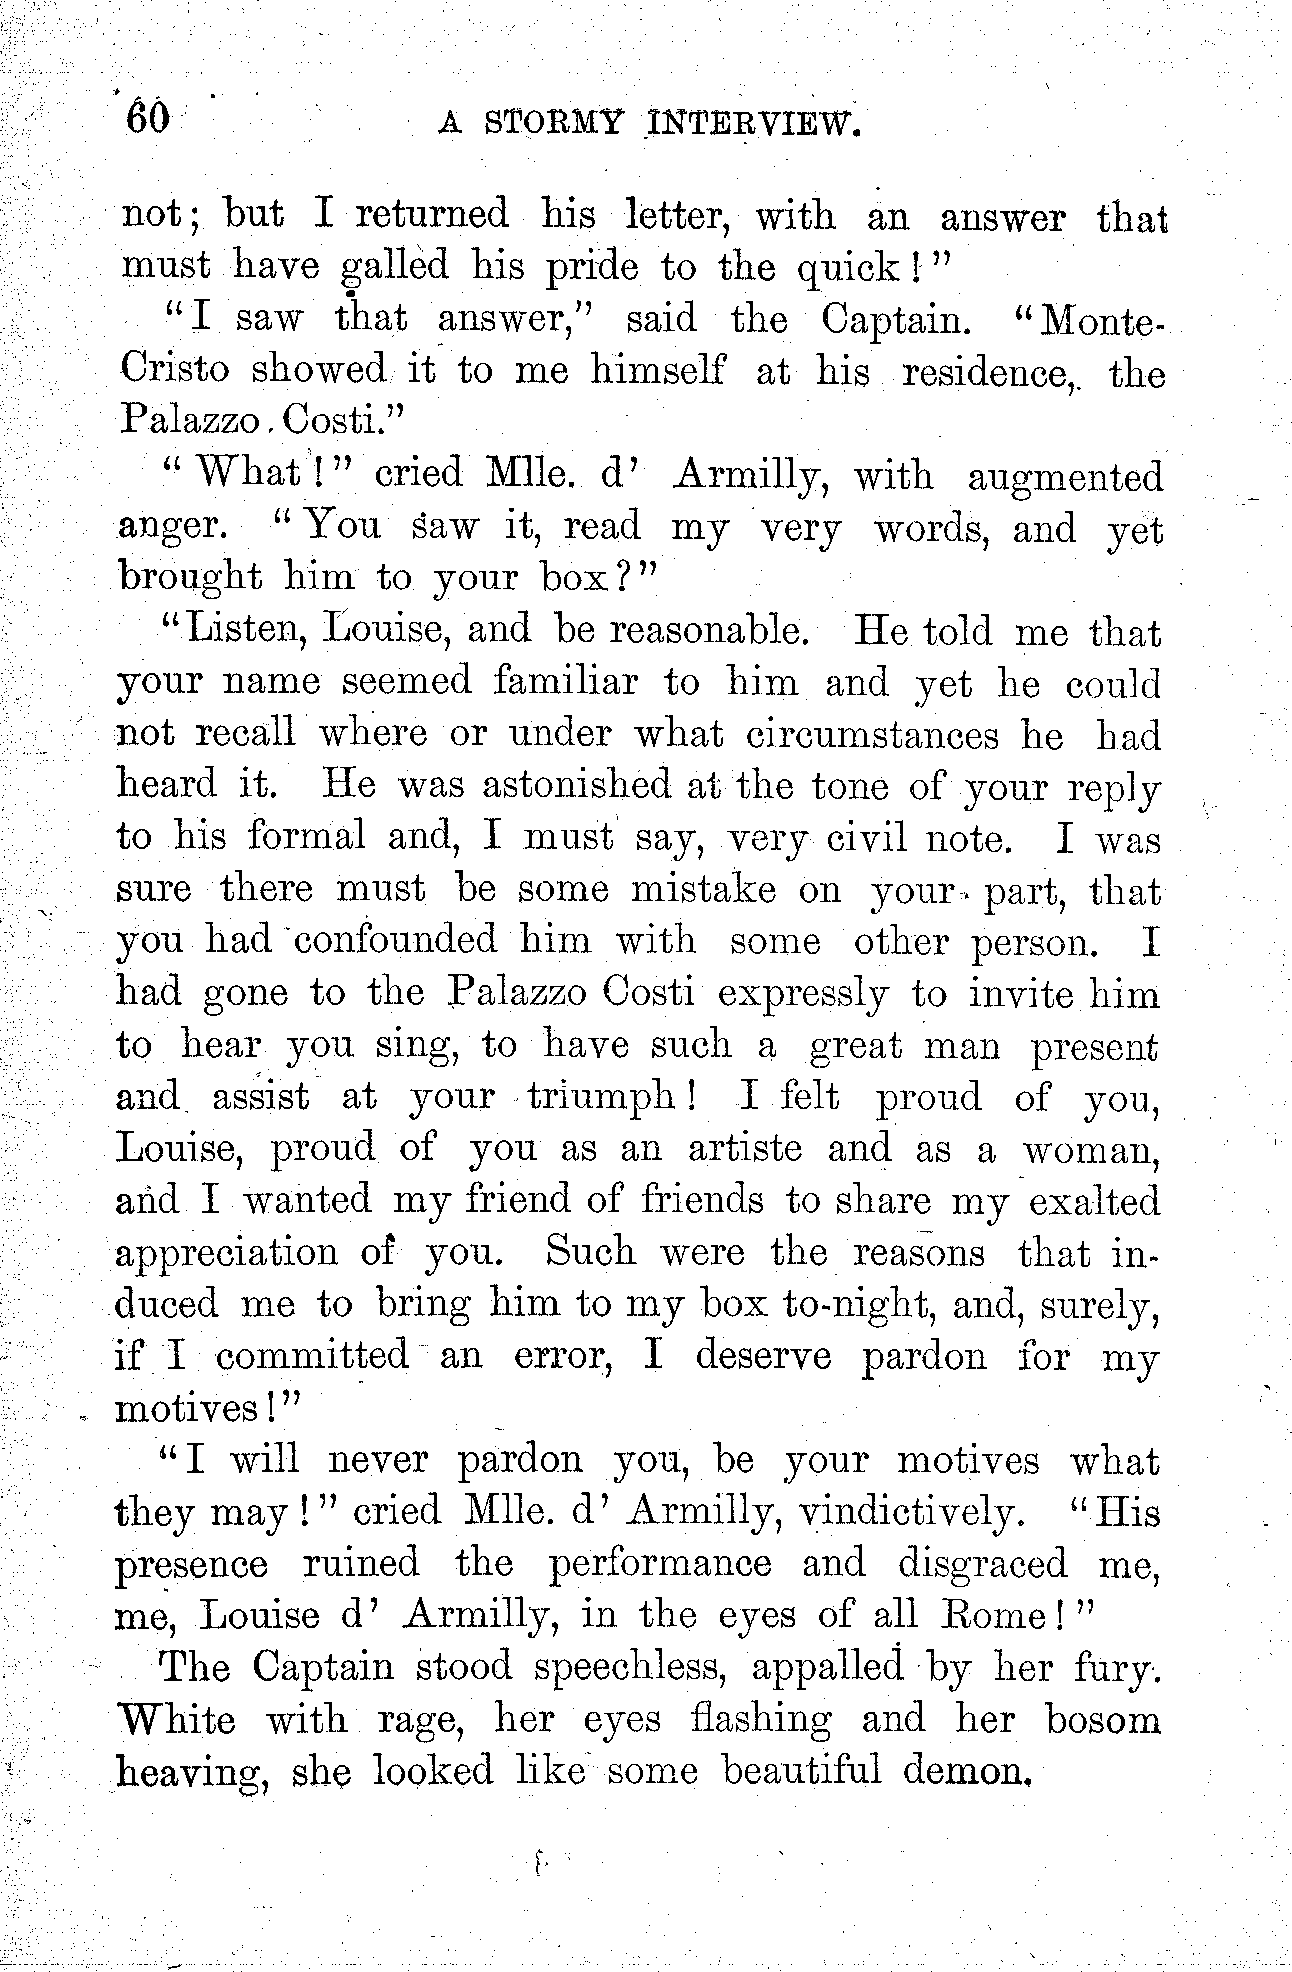 60 A STORMY INTERVIEW.
not; but I returned his letter, with an answer that
must have galled his pride to the quick!"
"I saw that answer," said the Captain. "Monte-
Cristo showed it to me himself at his residence, the
Palazzo Costi."
"What!" cried Mlle. d' Armilly, with augmented
anger. "You saw it, read my very words, and yet
brought him to your box?"
"Listen, Louise, and be reasonable. He told me that
your name seemed familiar to him and yet he could
not recall where or under what circumstances he had
heard it. He was astonished at the tone of your reply
to his formal and, I must say, very civil note. I was
sure there must be some mistake on your part, that
you had confounded him with some other person. I
had gone to the Palazzo Costi expressly to invite him
to hear you sing, to have such a great man present
and assist at your triumph! I felt proud of you,
Louise, proud of you as an artiste and as a woman,
and I wanted my friend of friends to share my exalted
appreciation of you. Such were the reasons that in-
duced me to bring him to my box to-night, and, surely,
if I committed an error, I deserve pardon for my
motives!"
"I will never pardon you, be your motives what
they may!" cried Mlle. d' Armilly, vindictively. "His
presence ruined the performance and disgraced me,
me, Louise d' Armilly, in the eyes of all Rome!"
The Captain stood speechless, appalled by her fury.
White with rage, her eyes flashing and her bosom
heaving, she looked like some beautiful demon.